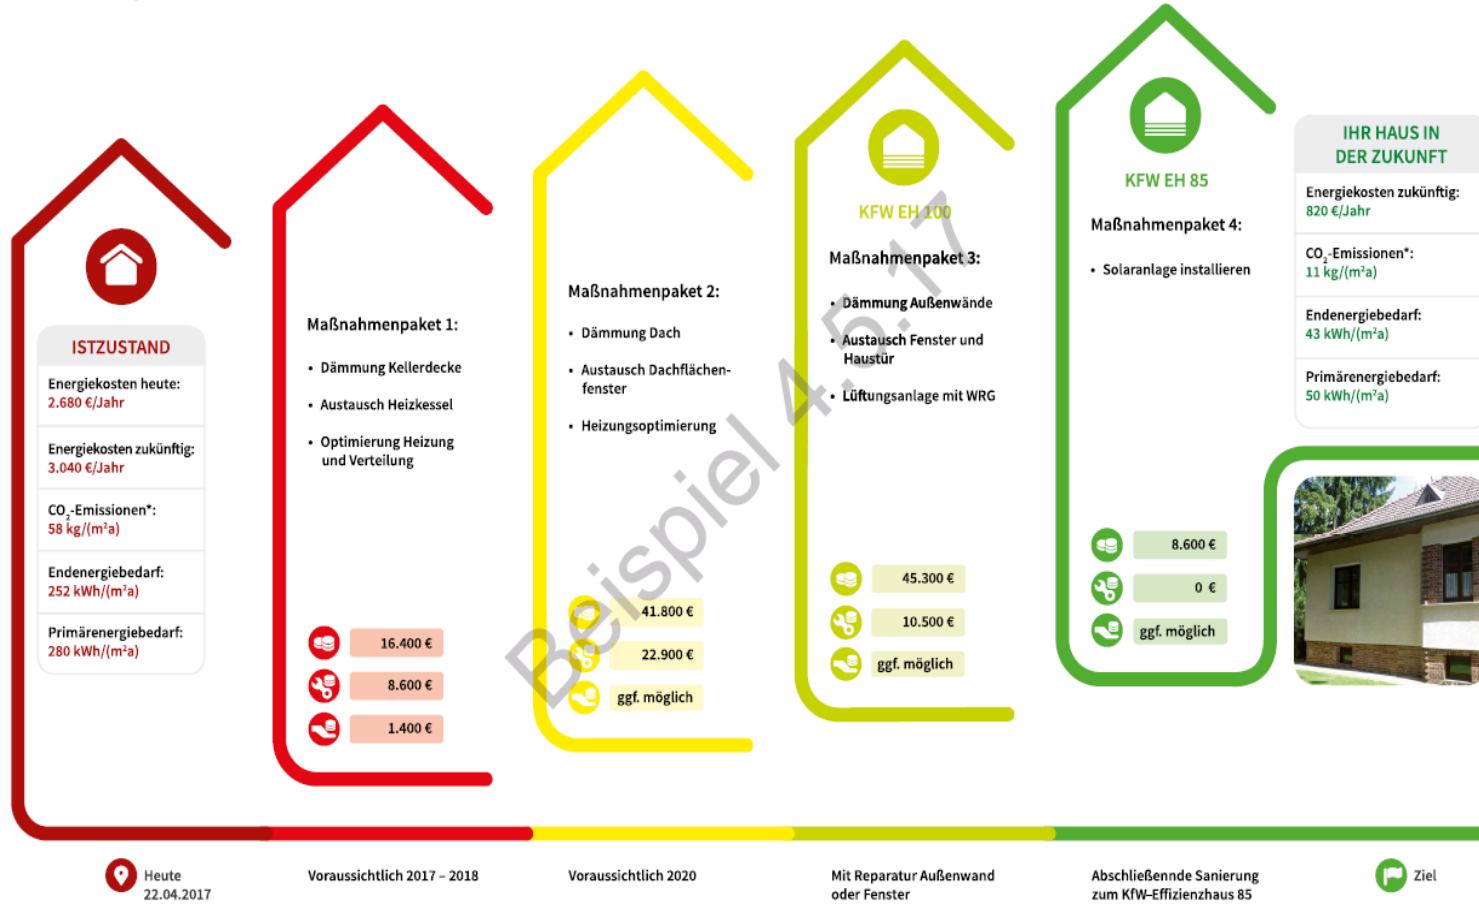 ISTZUSTAND
Energiekosten heute:
2.680 €/Jahr
Energiekosten zukünftig:
3.040 €/Jahr
CO₂-Emissionen*:
58 kg/(m²a)
Endenergiebedarf:
252 kWh/(m²a)
Primärenergiebedarf:
280 kWh/(m²a)
Maßnahmenpaket 1:
• Dämmung Kellerdecke
• Austausch Heizkessel
• Optimierung Heizung
und Verteilung
16.400 €
8.600 €
1.400 €
Maßnahmenpaket 2:
• Dämmung Dach
• Austausch Dachflächen-
fenster
• Heizungsoptimierung
41.800 €
22.900 €
ggf. möglich
KFW EH 100
Maßnahmenpaket 3:
• Dämmung Außenwände
• Austausch Fenster und
Haustür
• Lüftungsanlage mit WRG
45.300 €
10.500 €
ggf. möglich
KFW EH 85
Maßnahmenpaket 4:
• Solaranlage installieren
8.600 €
0 €
ggf. möglich
IHR HAUS IN
DER ZUKUNFT
Energiekosten zukünftig:
820 €/Jahr
CO₂-Emissionen*:
11 kg/(m²a)
Endenergiebedarf:
43 kWh/(m²a)
Primärenergiebedarf:
50 kWh/(m²a)
Beispiel 4.5.17
Heute
22.04.2017
Voraussichtlich 2017 – 2018
Voraussichtlich 2020
Mit Reparatur Außenwand
oder Fenster
Abschließennde Sanierung
zum KfW-Effizienzhaus 85
Ziel